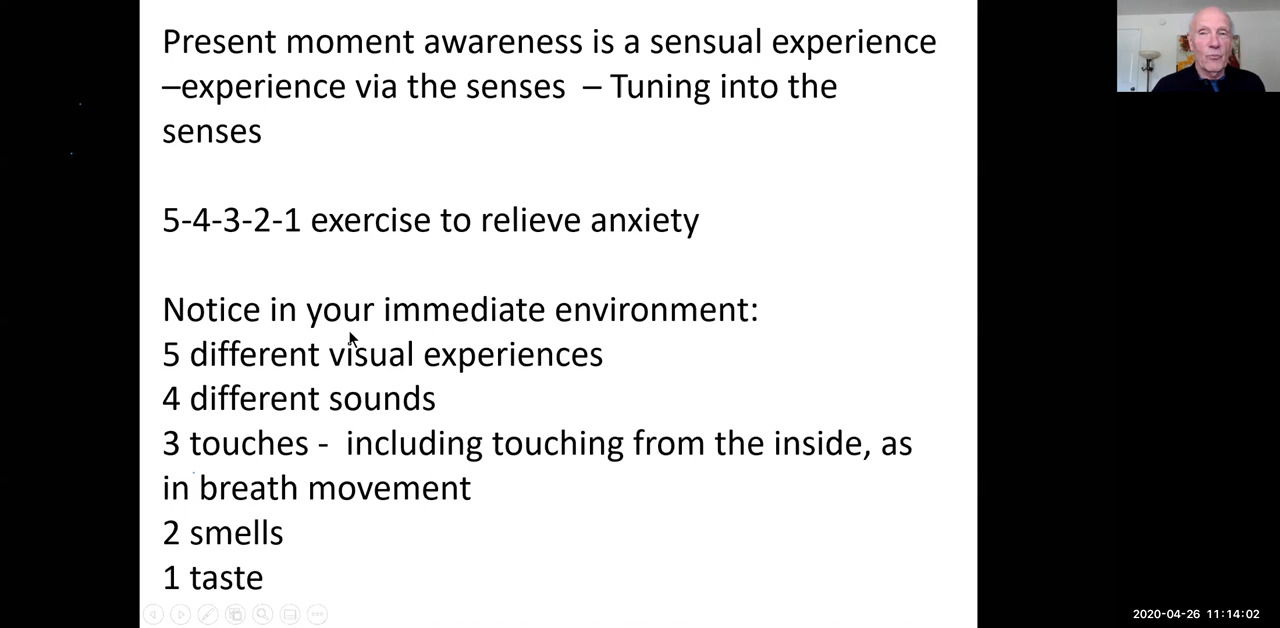 Present moment awareness is a sensual experience
–experience via the senses – Tuning into the
senses
5-4-3-2-1 exercise to relieve anxiety
Notice in your immediate environment:
5 different visual experiences
4 different sounds
3 touches - including touching from the inside, as
in breath movement
2 smells
1 taste
2020-04-26 11:14:02